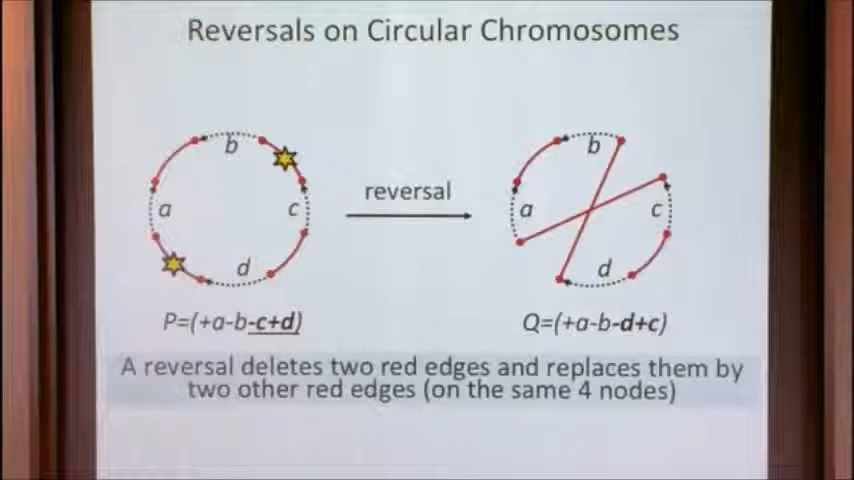 Reversals on Circular Chromosomes
b
a
c
d
P=(+a-b-c+d)
reversal
b
a
c
d
Q=(+a-b-d+c)
A reversal deletes two red edges and replaces them by
two other red edges (on the same 4 nodes)